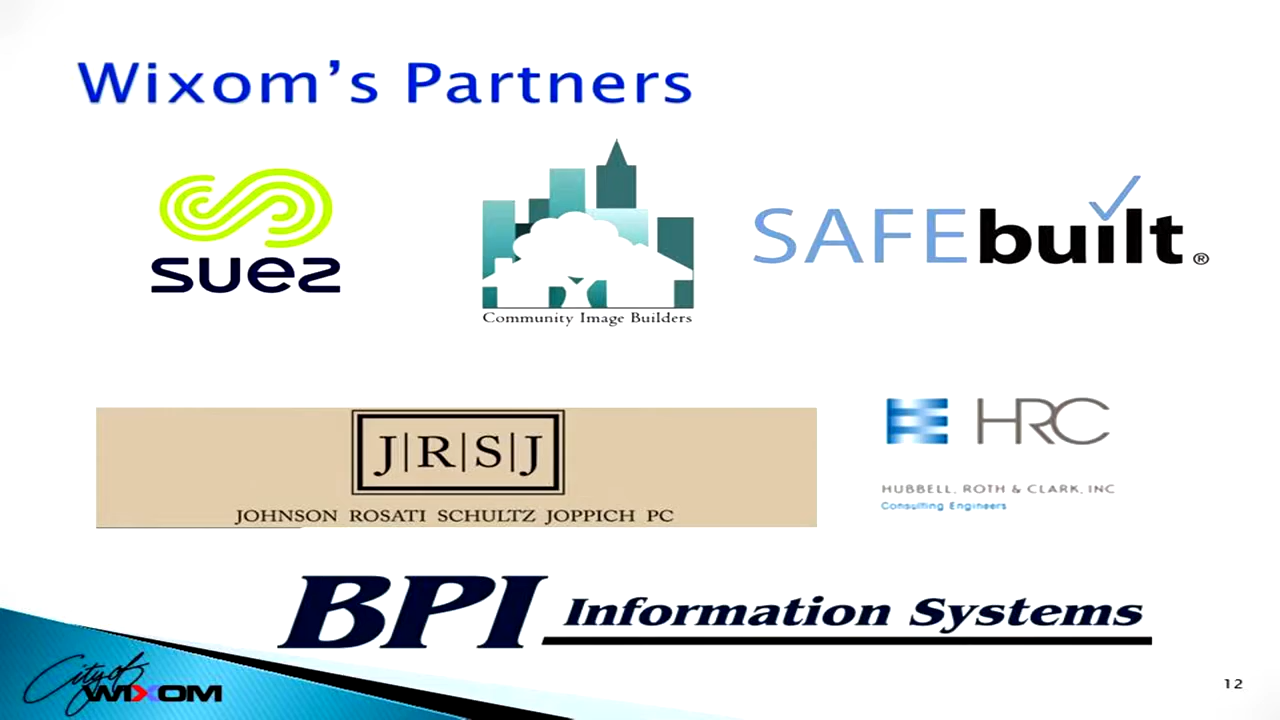 Wixom's Partners
suez
Community Image Builders
SAFEbuilt®
J|R|S|J
JOHNSON ROSATI SCHULTZ JOPPICH PC
HRC
HUBBELL, ROTH & CLARK, INC
Consulting Engineers
BPI Information Systems
City of
WIXOM
12